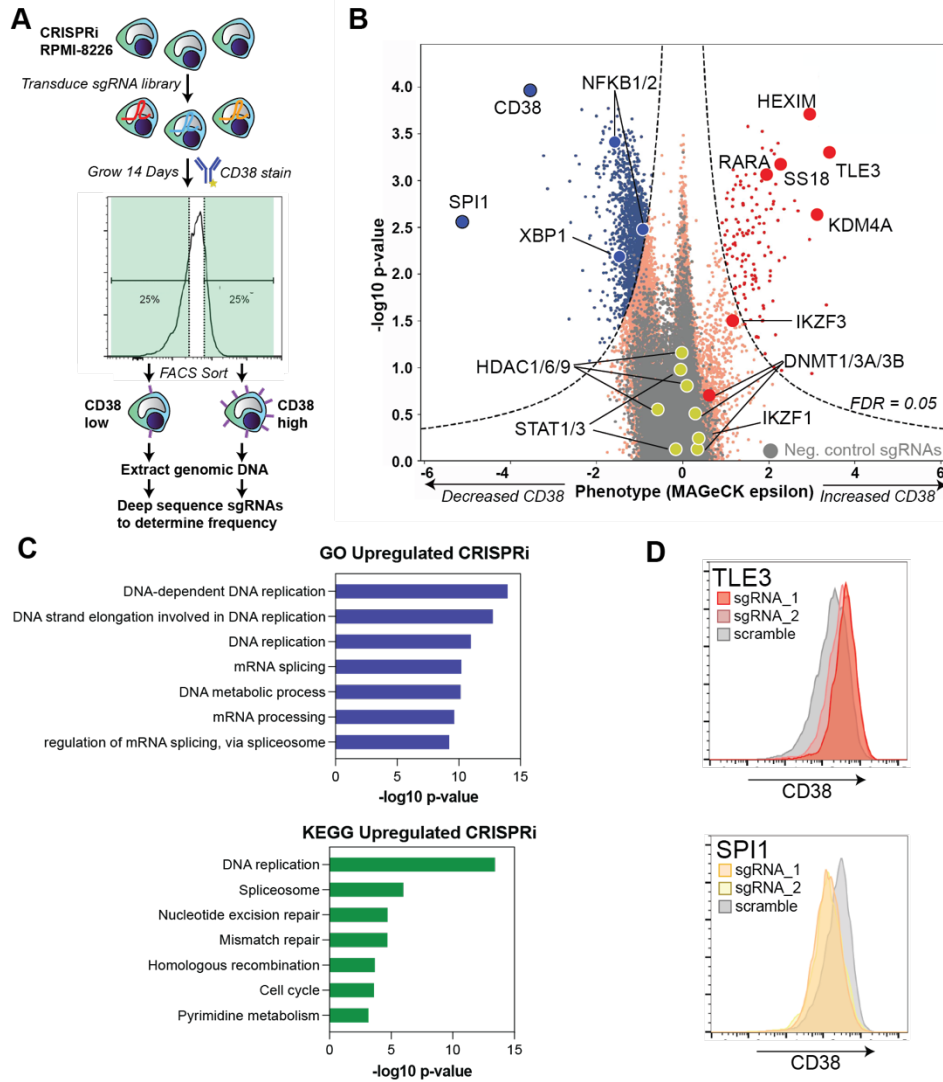 A
CRISPRi
RPMI-8226
Transduce sgRNA library
Grow 14 Days
CD38 stain
25%
25%
FACS Sort
CD38
low
CD38
high
Extract genomic DNA
Deep sequence sgRNAs
to determine frequency
B
-log10 p-value
4.0
3.5
3.0
2.5
2.0
1.5
1.0
0.5
0.0
CD38
NFKB1/2
HEXIM
SPI1
RARA
SS18
TLE3
XBP1
KDM4A
IKZF3
HDAC1/6/9
DNMT1/3A/3B
STAT1/3
IKZF1
FDR = 0.05
Neg. control sgRNAs
-6
-4
-2
0
2
4
6
Decreased CD38
Phenotype (MAGeCK epsilon)
Increased CD38
C
GO Upregulated CRISPRi
DNA-dependent DNA replication
DNA strand elongation involved in DNA replication
DNA replication
mRNA splicing
DNA metabolic process
mRNA processing
regulation of mRNA splicing, via spliceosome
0 5 10 15
-log10 p-value
KEGG Upregulated CRISPRi
DNA replication
Spliceosome
Nucleotide excision repair
Mismatch repair
Homologous recombination
Cell cycle
Pyrimidine metabolism
0 5 10 15
-log10 p-value
D
TLE3
sgRNA_1
sgRNA_2
scramble
CD38
SPI1
sgRNA_1
sgRNA_2
scramble
CD38